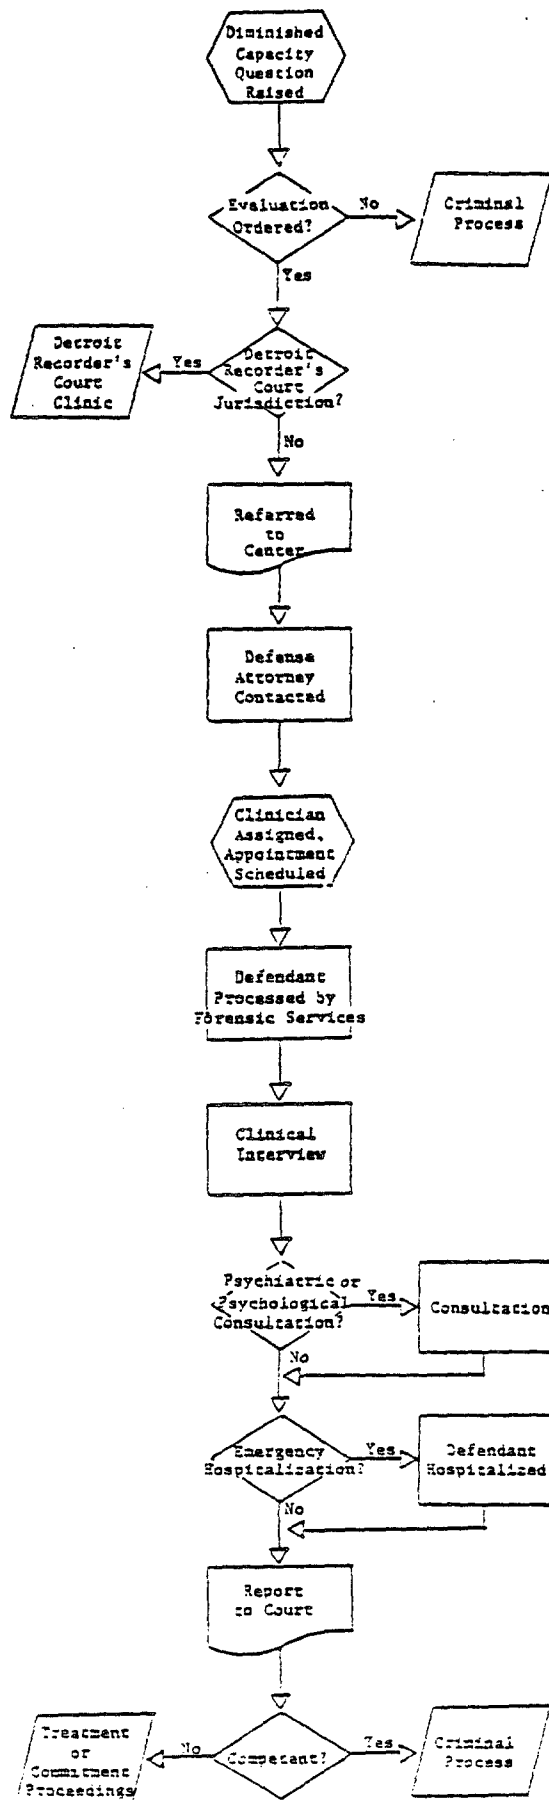 Diminished
Capacity
Question
Raised
Evaluation
Ordered?
No
Criminal
Process
Yes
Detroit
Recorder's
Court
Clinic
Yes
Detroit
Recorder's
Court
Jurisdiction?
No
Referred
to
Center
Defense
Attorney
Contacted
Clinician
Assigned,
Appointment
Scheduled
Defendant
Processed by
Forensic Services
Clinical
Interview
Psychiatric or
Psychological
Consultation?
Yes
Consultation
No
Emergency
Hospitalization?
Yes
Defendant
Hospitalized
No
Report
to Court
Treatment
or
Commitment
Proceedings
No
Competent?
Yes
Criminal
Process